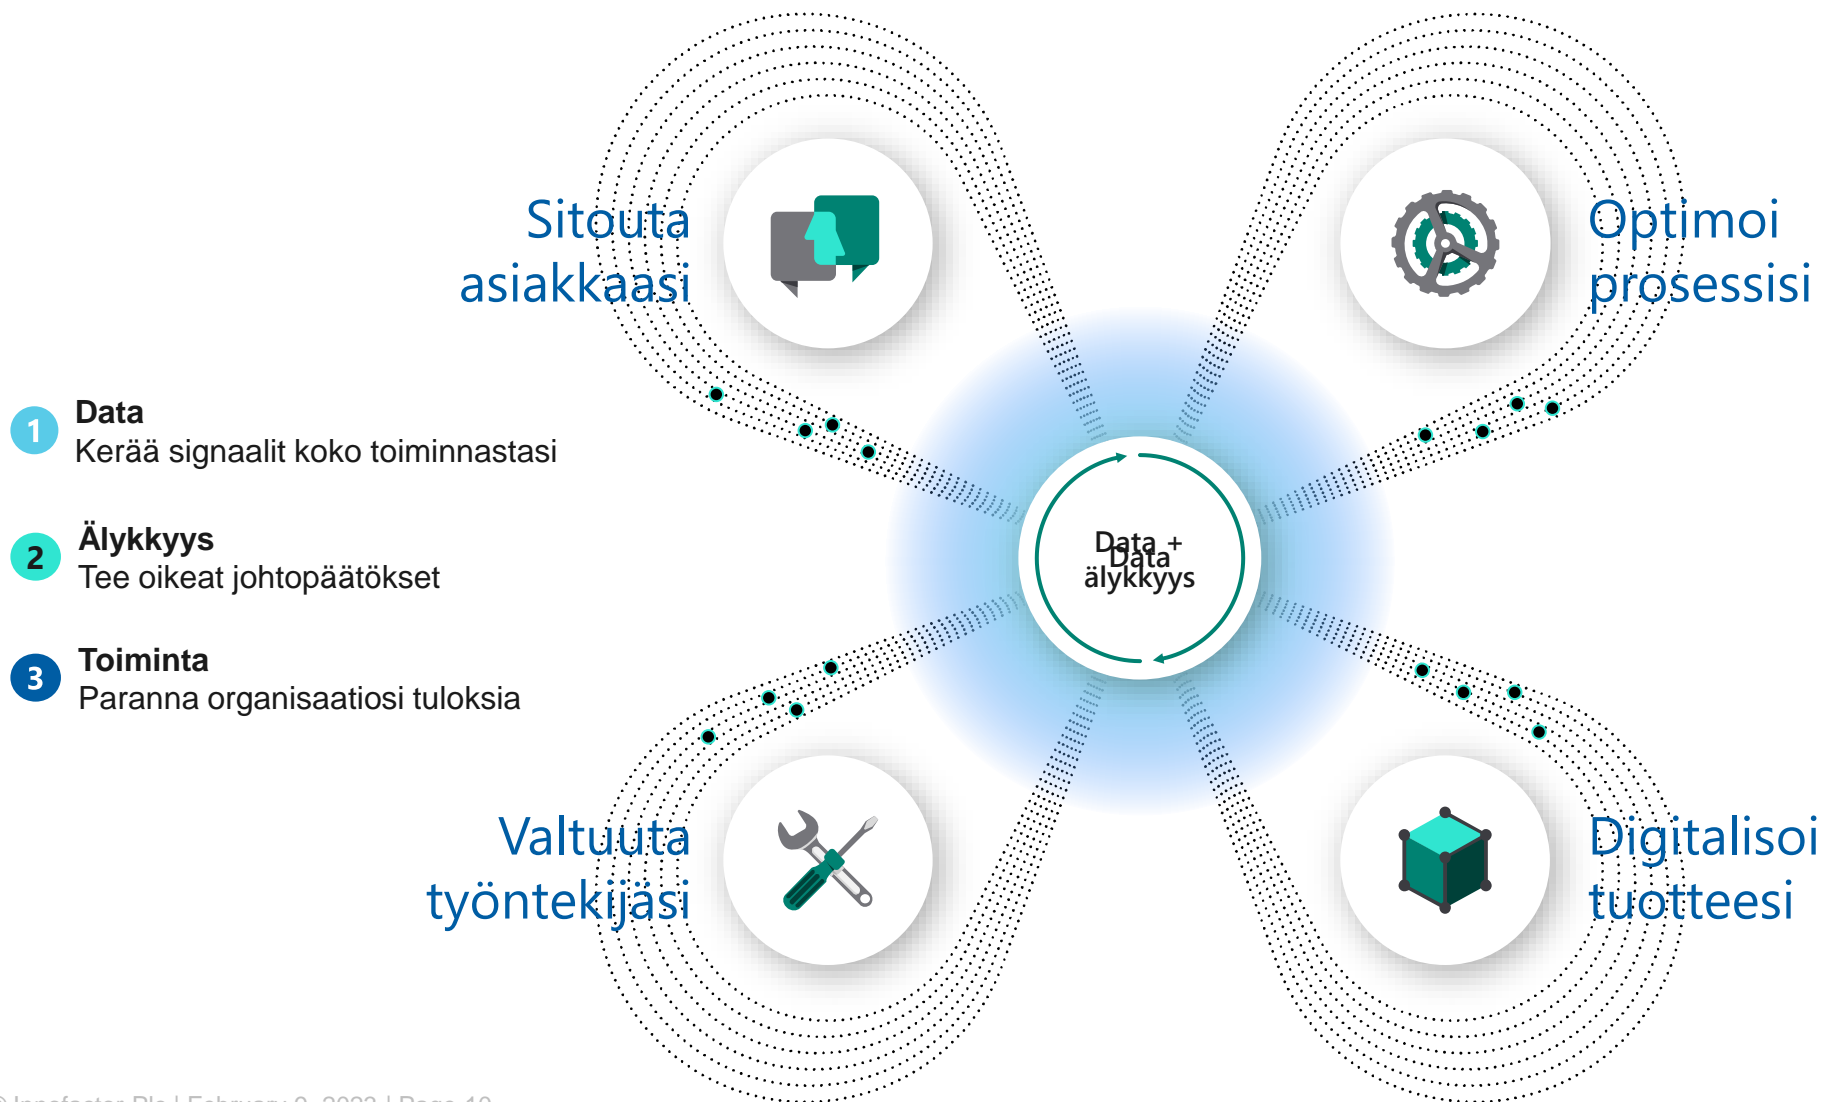 Sitouta
asiakkaasi
Optimoi
prosessisi
1
Data
Kerää signaalit koko toiminnastasi
2
Älykkyys
Tee oikeat johtopäätökset
3
Toiminta
Paranna organisaatiosi tuloksia
Data +
Data
älykkyys
Valtuuta
työntekijäsi
Digitalisoi
tuotteesi